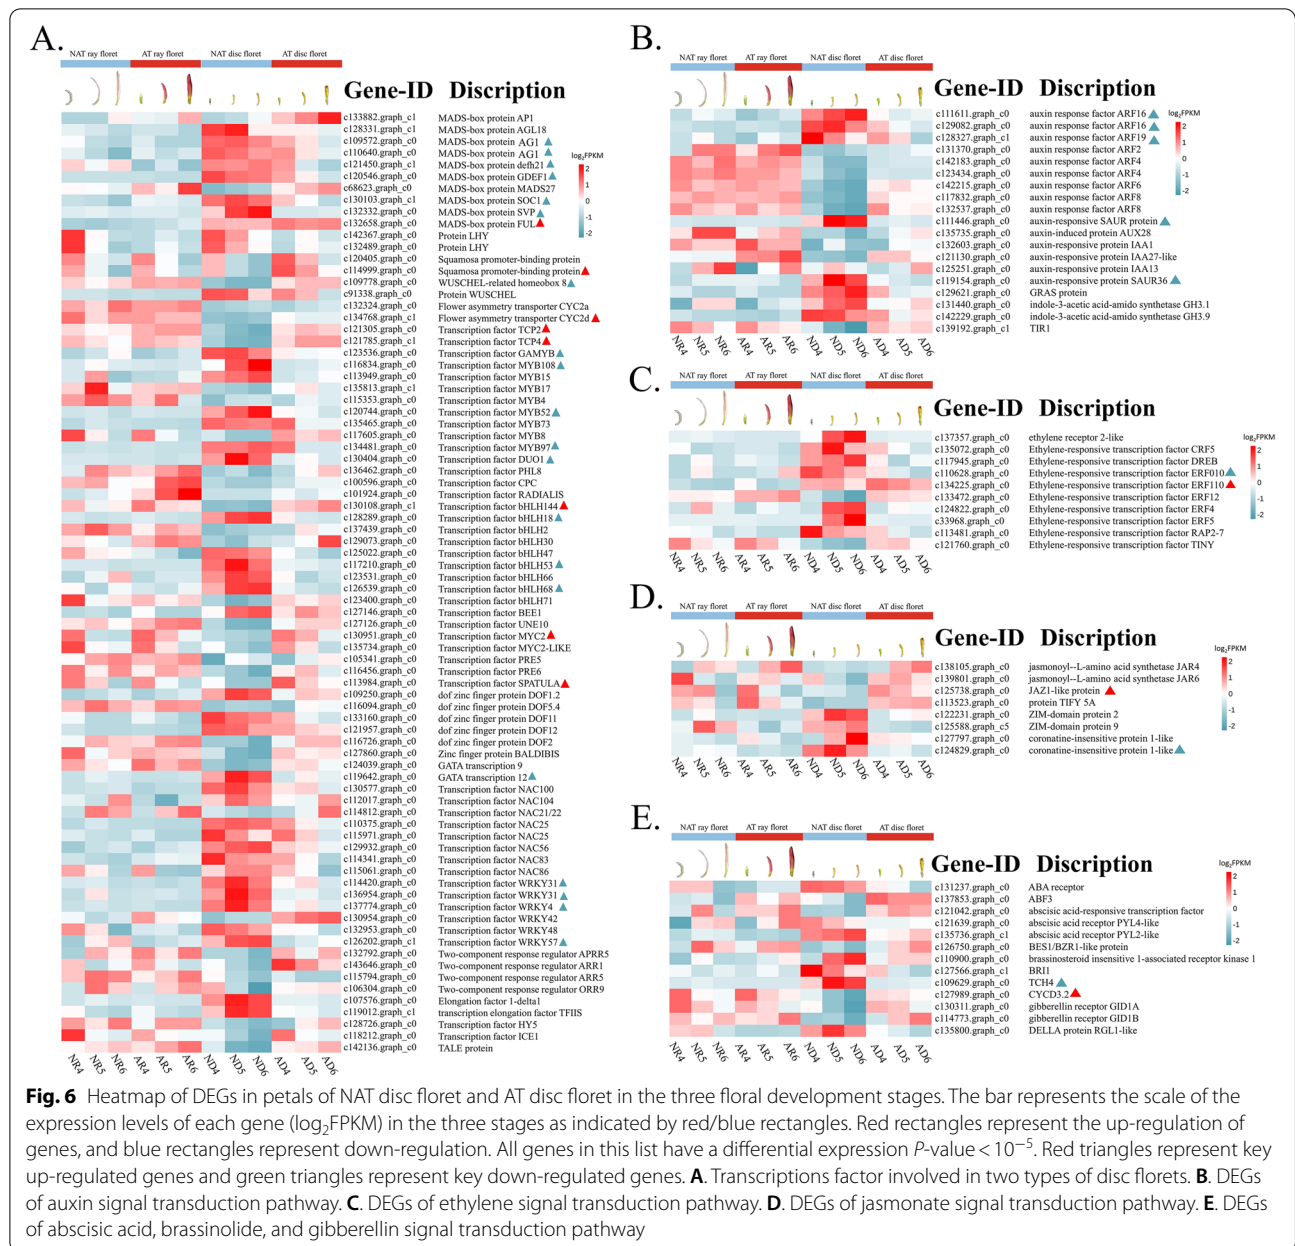 A.
NAT ray floret AT ray floret NAT disc floret AT disc floret
Gene-ID Discription
c133882.graph_c1 MADS-box protein AP1
c128331.graph_c1 MADS-box protein AGL18
c109572.graph_c0 MADS-box protein AG1
c110640.graph_c0 MADS-box protein AG1
c121450.graph_c1 MADS-box protein defh21
c120546.graph_c0 MADS-box protein GDEF1
c68623.graph_c0 MADS-box protein MADS27
c130103.graph_c1 MADS-box protein SOC1
c132332.graph_c0 MADS-box protein SVP
c132658.graph_c0 MADS-box protein FUL
c142367.graph_c0 Protein LHY
c132489.graph_c0 Protein LHY
c120405.graph_c0 Squamosa promoter-binding protein
c114999.graph_c0 Squamosa promoter-binding protein
c109778.graph_c0 WUSCHEL-related homeobox 8
c91338.graph_c0 Protein WUSCHEL
c132324.graph_c0 Flower asymmetry transporter CYC2a
c134768.graph_c1 Flower asymmetry transporter CYC2d
c121305.graph_c0 Transcription factor TCP2
c121785.graph_c1 Transcription factor TCP4
c123536.graph_c0 Transcription factor GAMYB
c116834.graph_c0 Transcription factor MYB108
c113949.graph_c0 Transcription factor MYB15
c135813.graph_c1 Transcription factor MYB17
c115353.graph_c0 Transcription factor MYB4
c120744.graph_c0 Transcription factor MYB52
c135465.graph_c0 Transcription factor MYB73
c117605.graph_c0 Transcription factor MYB8
c134481.graph_c0 Transcription factor MYB97
c130404.graph_c0 Transcription factor DUO1
c136462.graph_c0 Transcription factor PHL8
c100596.graph_c0 Transcription factor CPC
c101924.graph_c0 Transcription factor RADIALIS
c130108.graph_c1 Transcription factor bHLH144
c128289.graph_c0 Transcription factor bHLH18
c137439.graph_c0 Transcription factor bHLH2
c129073.graph_c0 Transcription factor bHLH30
c125022.graph_c0 Transcription factor bHLH47
c117210.graph_c0 Transcription factor bHLH53
c123531.graph_c0 Transcription factor bHLH66
c126539.graph_c0 Transcription factor bHLH68
c123400.graph_c0 Transcription factor bHLH71
c127146.graph_c0 Transcription factor BEE1
c127126.graph_c0 Transcription factor UNE10
c130951.graph_c0 Transcription factor MYC2
c135734.graph_c0 Transcription factor MYC2-LIKE
c105341.graph_c0 Transcription factor PRE5
c116456.graph_c0 Transcription factor PRE6
c113984.graph_c0 Transcription factor SPATULA
c109250.graph_c0 dof zinc finger protein DOF1.2
c116094.graph_c0 dof zinc finger protein DOF5.4
c133160.graph_c0 dof zinc finger protein DOF11
c121957.graph_c0 dof zinc finger protein DOF12
c116726.graph_c0 dof zinc finger protein DOF2
c127860.graph_c0 Zinc finger protein BALDIBIS
c124039.graph_c0 GATA transcription 9
c119642.graph_c0 GATA transcription 12
c130577.graph_c0 Transcription factor NAC100
c112017.graph_c0 Transcription factor NAC104
c114812.graph_c0 Transcription factor NAC21/22
c110375.graph_c0 Transcription factor NAC25
c115971.graph_c0 Transcription factor NAC25
c129932.graph_c0 Transcription factor NAC56
c114341.graph_c0 Transcription factor NAC83
c115061.graph_c0 Transcription factor NAC86
c114420.graph_c0 Transcription factor WRKY31
c136954.graph_c0 Transcription factor WRKY31
c137774.graph_c0 Transcription factor WRKY4
c130954.graph_c0 Transcription factor WRKY42
c132953.graph_c0 Transcription factor WRKY48
c126202.graph_c1 Transcription factor WRKY57
c132792.graph_c0 Two-component response regulator APRR5
c143646.graph_c0 Two-component response regulator ARR1
c115794.graph_c0 Two-component response regulator ARR5
c106304.graph_c0 Two-component response regulator ORR9
c107576.graph_c0 Elongation factor 1-delta1
c119012.graph_c1 transcription elongation factor TFIIS
c128726.graph_c0 Transcription factor HY5
c118212.graph_c0 Transcription factor ICE1
c142136.graph_c0 TALE protein
NR4 NR5 NR6 AR4 AR5 AR6 ND4 ND5 ND6 AD4 AD5 AD6
log2FPKM
2
1
0
-1
-2
B.
NAT ray floret AT ray floret NAT disc floret AT disc floret
Gene-ID Discription
c111611.graph_c0 auxin response factor ARF16
c129082.graph_c0 auxin response factor ARF16
c128327.graph_c1 auxin response factor ARF19
c131370.graph_c0 auxin response factor ARF2
c142183.graph_c0 auxin response factor ARF4
c123434.graph_c0 auxin response factor ARF4
c142215.graph_c0 auxin response factor ARF6
c117832.graph_c0 auxin response factor ARF8
c132537.graph_c0 auxin response factor ARF8
c111446.graph_c0 auxin-responsive SAUR protein
c135735.graph_c0 auxin-induced protein AUX28
c132603.graph_c0 auxin-responsive protein IAA1
c121130.graph_c0 auxin-responsive protein IAA27-like
c125251.graph_c0 auxin-responsive protein IAA13
c119154.graph_c0 auxin-responsive protein SAUR36
c129621.graph_c0 GRAS protein
c131440.graph_c0 indole-3-acetic acid-amido synthetase GH3.1
c142229.graph_c0 indole-3-acetic acid-amido synthetase GH3.9
c139192.graph_c1 TIR1
NR4 NR5 NR6 AR4 AR5 AR6 ND4 ND5 ND6 AD4 AD5 AD6
log2FPKM
2
1
0
-1
-2
C.
NAT ray floret AT ray floret NAT disc floret AT disc floret
Gene-ID Discription
c137357.graph_c0 ethylene receptor 2-like
c135072.graph_c0 Ethylene-responsive transcription factor CRF5
c117945.graph_c0 Ethylene-responsive transcription factor DREB
c110628.graph_c0 Ethylene-responsive transcription factor ERF010
c134225.graph_c0 Ethylene-responsive transcription factor ERF110
c133472.graph_c0 Ethylene-responsive transcription factor ERF12
c124822.graph_c0 Ethylene-responsive transcription factor ERF4
c33968.graph_c0 Ethylene-responsive transcription factor ERF5
c113481.graph_c0 Ethylene-responsive transcription factor RAP2-7
c121760.graph_c0 Ethylene-responsive transcription factor TINY
NR4 NR5 NR6 AR4 AR5 AR6 ND4 ND5 ND6 AD4 AD5 AD6
log2FPKM
2
1
0
-1
-2
D.
NAT ray floret AT ray floret NAT disc floret AT disc floret
Gene-ID Discription
c138105.graph_c0 jasmonoyl--L-amino acid synthetase JAR4
c139801.graph_c0 jasmonoyl--L-amino acid synthetase JAR6
c125738.graph_c0 JAZ1-like protein
c113523.graph_c0 protein TIFY 5A
c122231.graph_c0 ZIM-domain protein 2
c125588.graph_c5 ZIM-domain protein 9
c127797.graph_c0 coronatine-insensitive protein 1-like
c124829.graph_c0 coronatine-insensitive protein 1-like
NR4 NR5 NR6 AR4 AR5 AR6 ND4 ND5 ND6 AD4 AD5 AD6
log2FPKM
2
1
0
-1
-2
E.
NAT ray floret AT ray floret NAT disc floret AT disc floret
Gene-ID Discription
c131237.graph_c0 ABA receptor
c137853.graph_c0 ABF3
c121042.graph_c0 abscisic acid-responsive transcription factor
c121639.graph_c0 abscisic acid receptor PYL4-like
c135736.graph_c1 abscisic acid receptor PYL2-like
c126750.graph_c0 BES1/BZR1-like protein
c110900.graph_c0 brassinosteroid insensitive 1-associated receptor kinase 1
c127566.graph_c1 BRI1
c109629.graph_c0 TCH4
c127989.graph_c0 CYCD3.2
c130311.graph_c0 gibberellin receptor GID1A
c114773.graph_c0 gibberellin receptor GID1B
c135800.graph_c0 DELLA protein RGL1-like
NR4 NR5 NR6 AR4 AR5 AR6 ND4 ND5 ND6 AD4 AD5 AD6
log2FPKM
2
1
0
-1
-2
Fig. 6 Heatmap of DEGs in petals of NAT disc floret and AT disc floret in the three floral development stages. The bar represents the scale of the
expression levels of each gene (log2FPKM) in the three stages as indicated by red/blue rectangles. Red rectangles represent the up-regulation of
genes, and blue rectangles represent down-regulation. All genes in this list have a differential expression P-value < 10−5. Red triangles represent key
up-regulated genes and green triangles represent key down-regulated genes. A. Transcriptions factor involved in two types of disc florets. B. DEGs
of auxin signal transduction pathway. C. DEGs of ethylene signal transduction pathway. D. DEGs of jasmonate signal transduction pathway. E. DEGs
of abscisic acid, brassinolide, and gibberellin signal transduction pathway